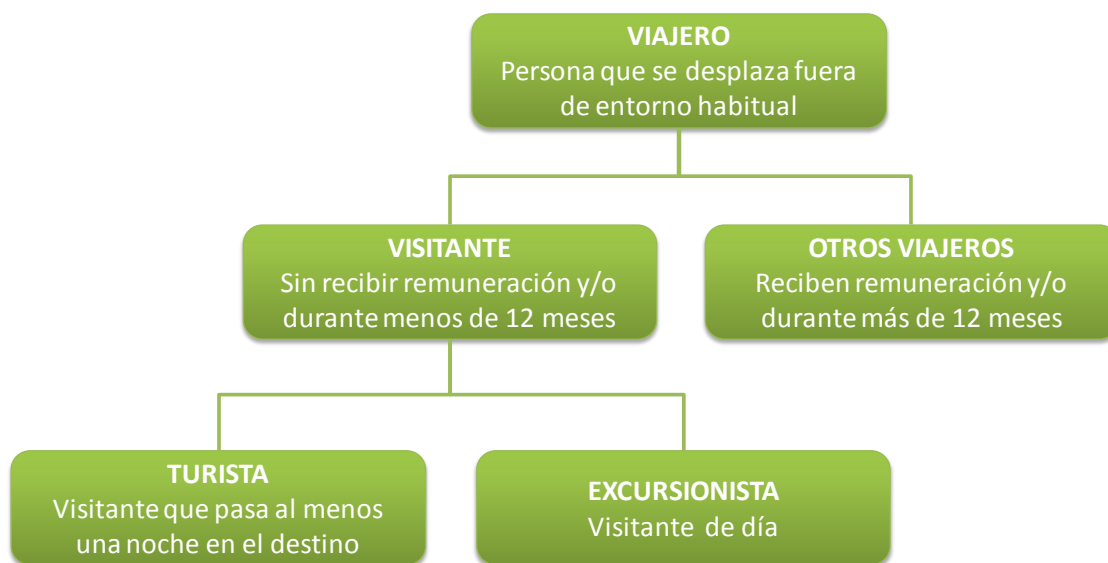 VIAJERO
Persona que se desplaza fuera
de entorno habitual
VISITANTE
Sin recibir remuneración y/o
durante menos de 12 meses
OTROS VIAJEROS
Reciben remuneración y/o
durante más de 12 meses
TURISTA
Visitante que pasa al menos
una noche en el destino
EXCURSIONISTA
Visitante de día